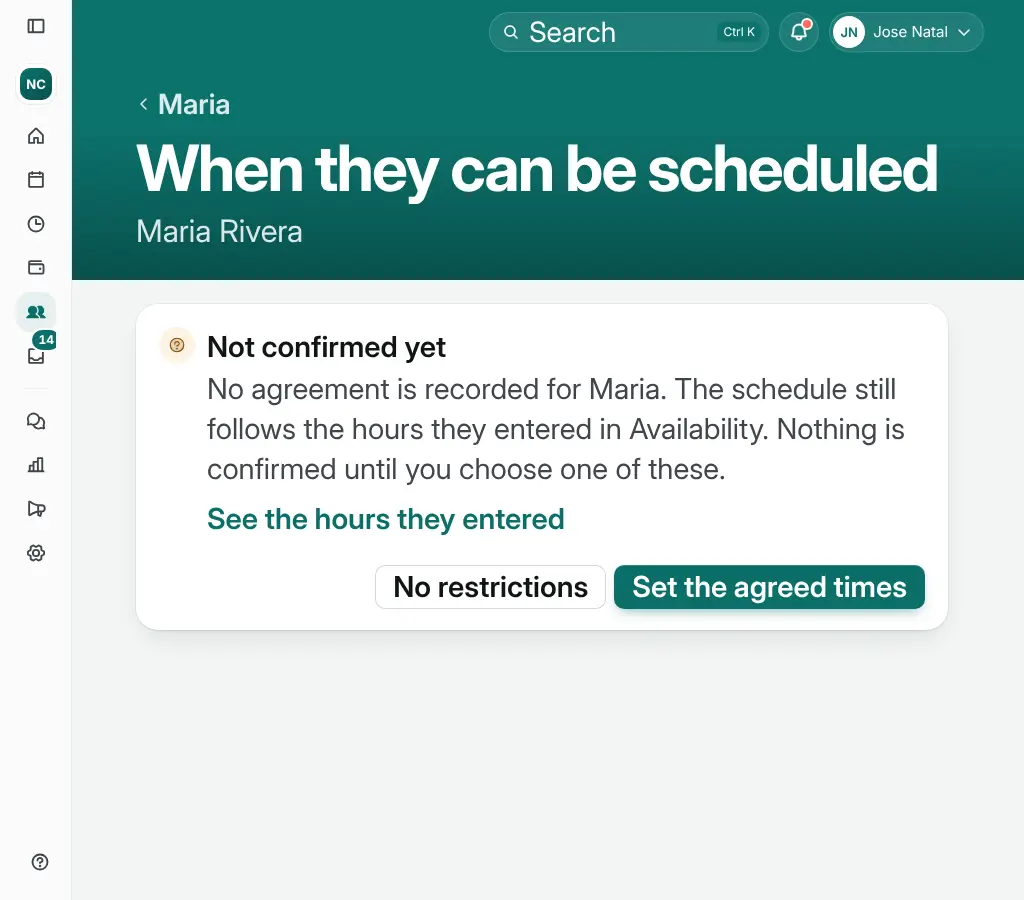 Search
Ctrl K
JN
Jose Natal
NC
Maria
When they can be scheduled
Maria Rivera
14
Not confirmed yet
No agreement is recorded for Maria. The schedule still
follows the hours they entered in Availability. Nothing is
confirmed until you choose one of these.
See the hours they entered
No restrictions
Set the agreed times